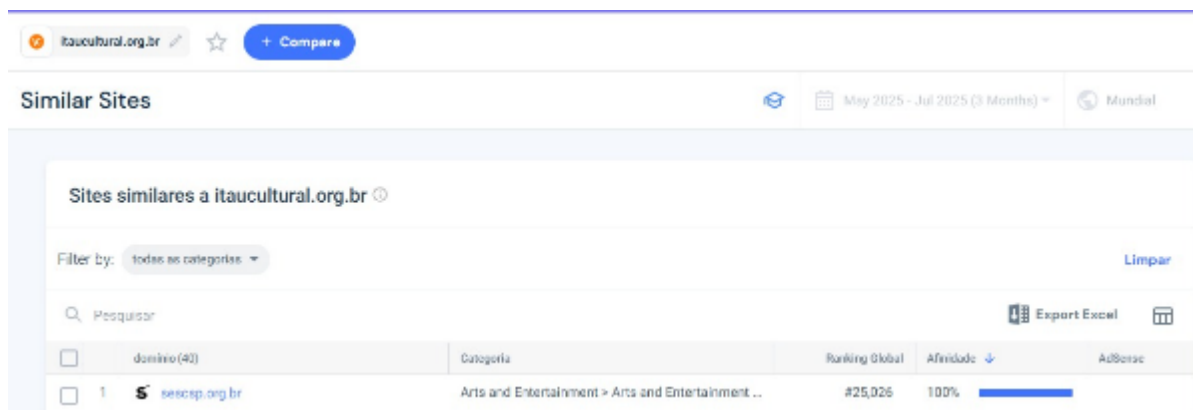 itaucultural.org.br + Compare
Similar Sites May 2025 - Jul 2025 (3 Months) Mundial
Sites similares a itaucultural.org.br
Filter by: todas as categorias Limpar
Pesquisar Export Excel
domínio (40) Categoria Ranking Global Afinidade AdSense
1 sescsp.org.br Arts and Entertainment > Arts and Entertainment ... #25,026 100%